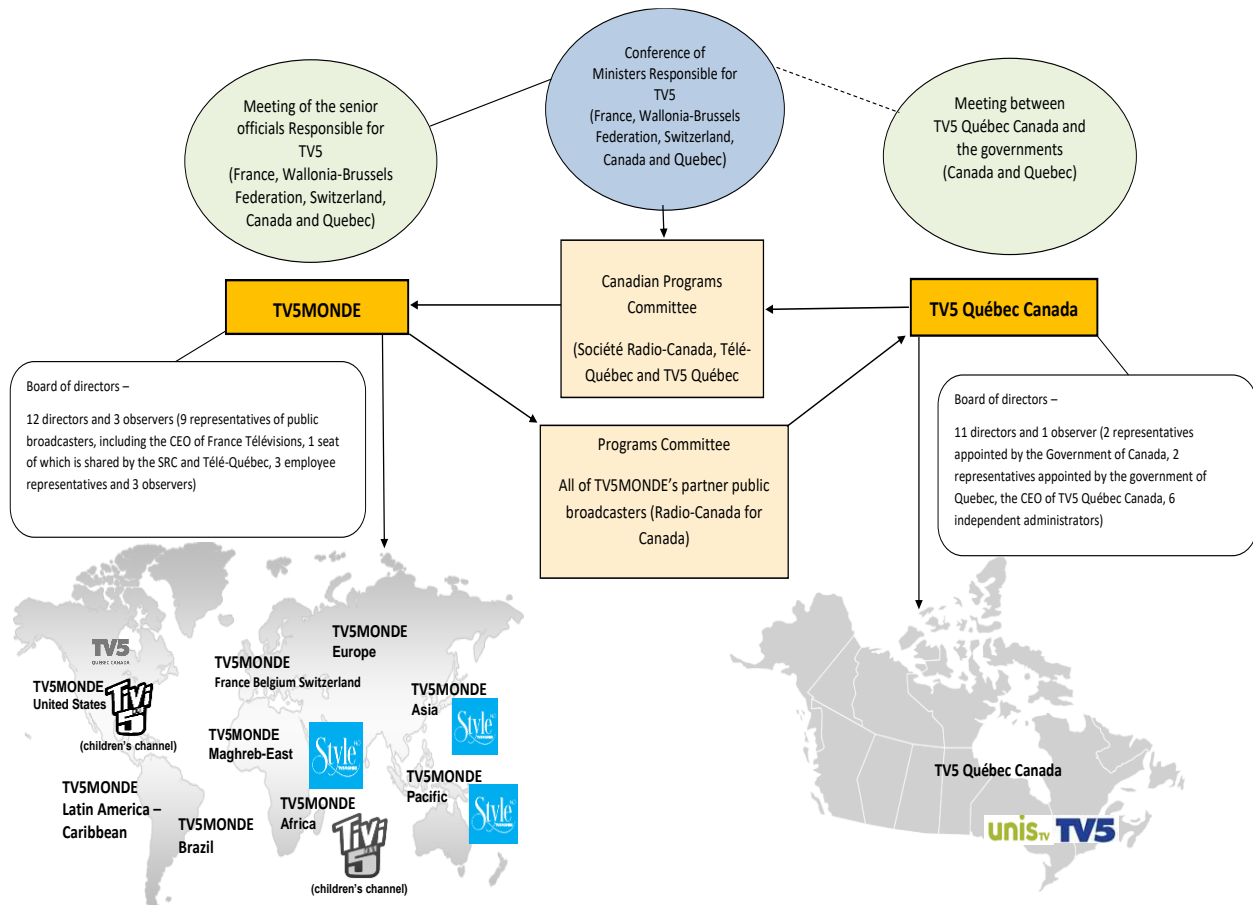 Conference of
Ministers Responsible for
TV5
(France, Wallonia-Brussels
Federation, Switzerland,
Canada and Quebec)
Meeting of the senior
officials Responsible for
TV5
(France, Wallonia-Brussels
Federation, Switzerland,
Canada and Quebec)
Meeting between
TV5 Québec Canada and
the governments
(Canada and Quebec)
Canadian Programs
Committee
(Société Radio-Canada, Télé-
Québec and TV5 Québec
TV5MONDE
TV5 Québec Canada
Board of directors –
12 directors and 3 observers (9 representatives of public
broadcasters, including the CEO of France Télévisions, 1 seat
of which is shared by the SRC and Télé-Québec, 3 employee
representatives and 3 observers)
Programs Committee
All of TV5MONDE’s partner public
broadcasters (Radio-Canada for
Canada)
Board of directors –
11 directors and 1 observer (2 representatives
appointed by the Government of Canada, 2
representatives appointed by the government of
Quebec, the CEO of TV5 Québec Canada, 6
independent administrators)
TV5
QUÉBEC CANADA
TV5MONDE
Europe
TV5MONDE
France Belgium Switzerland
TV5MONDE
United States
TiVi
5
(children’s channel)
TV5MONDE
Asia
Style
TV5MONDE
Maghreb-East
Style
TV5MONDE
Pacific
Style
TV5MONDE
Latin America –
Caribbean
TV5MONDE
Brazil
TV5MONDE
Africa
TiVi
5
(children’s channel)
TV5 Québec Canada
unis TV
TV5